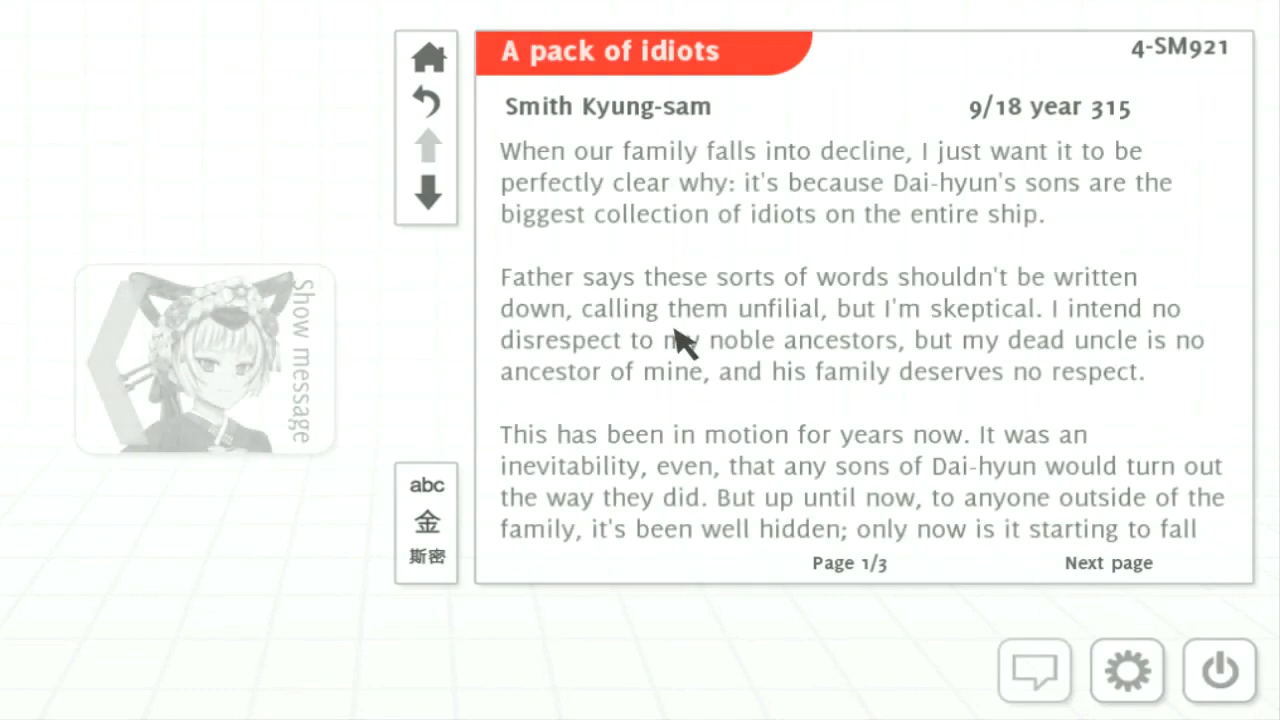 A pack of idiots
4-SM921
Smith Kyung-sam
9/18 year 315
When our family falls into decline, I just want it to be
perfectly clear why: it's because Dai-hyun's sons are the
biggest collection of idiots on the entire ship.
Father says these sorts of words shouldn't be written
down, calling them unfilial, but I'm skeptical. I intend no
disrespect to my noble ancestors, but my dead uncle is no
ancestor of mine, and his family deserves no respect.
This has been in motion for years now. It was an
inevitability, even, that any sons of Dai-hyun would turn out
the way they did. But up until now, to anyone outside of the
family, it's been well hidden; only now is it starting to fall
Page 1/3
Next page
Show message
abc
金
斯密